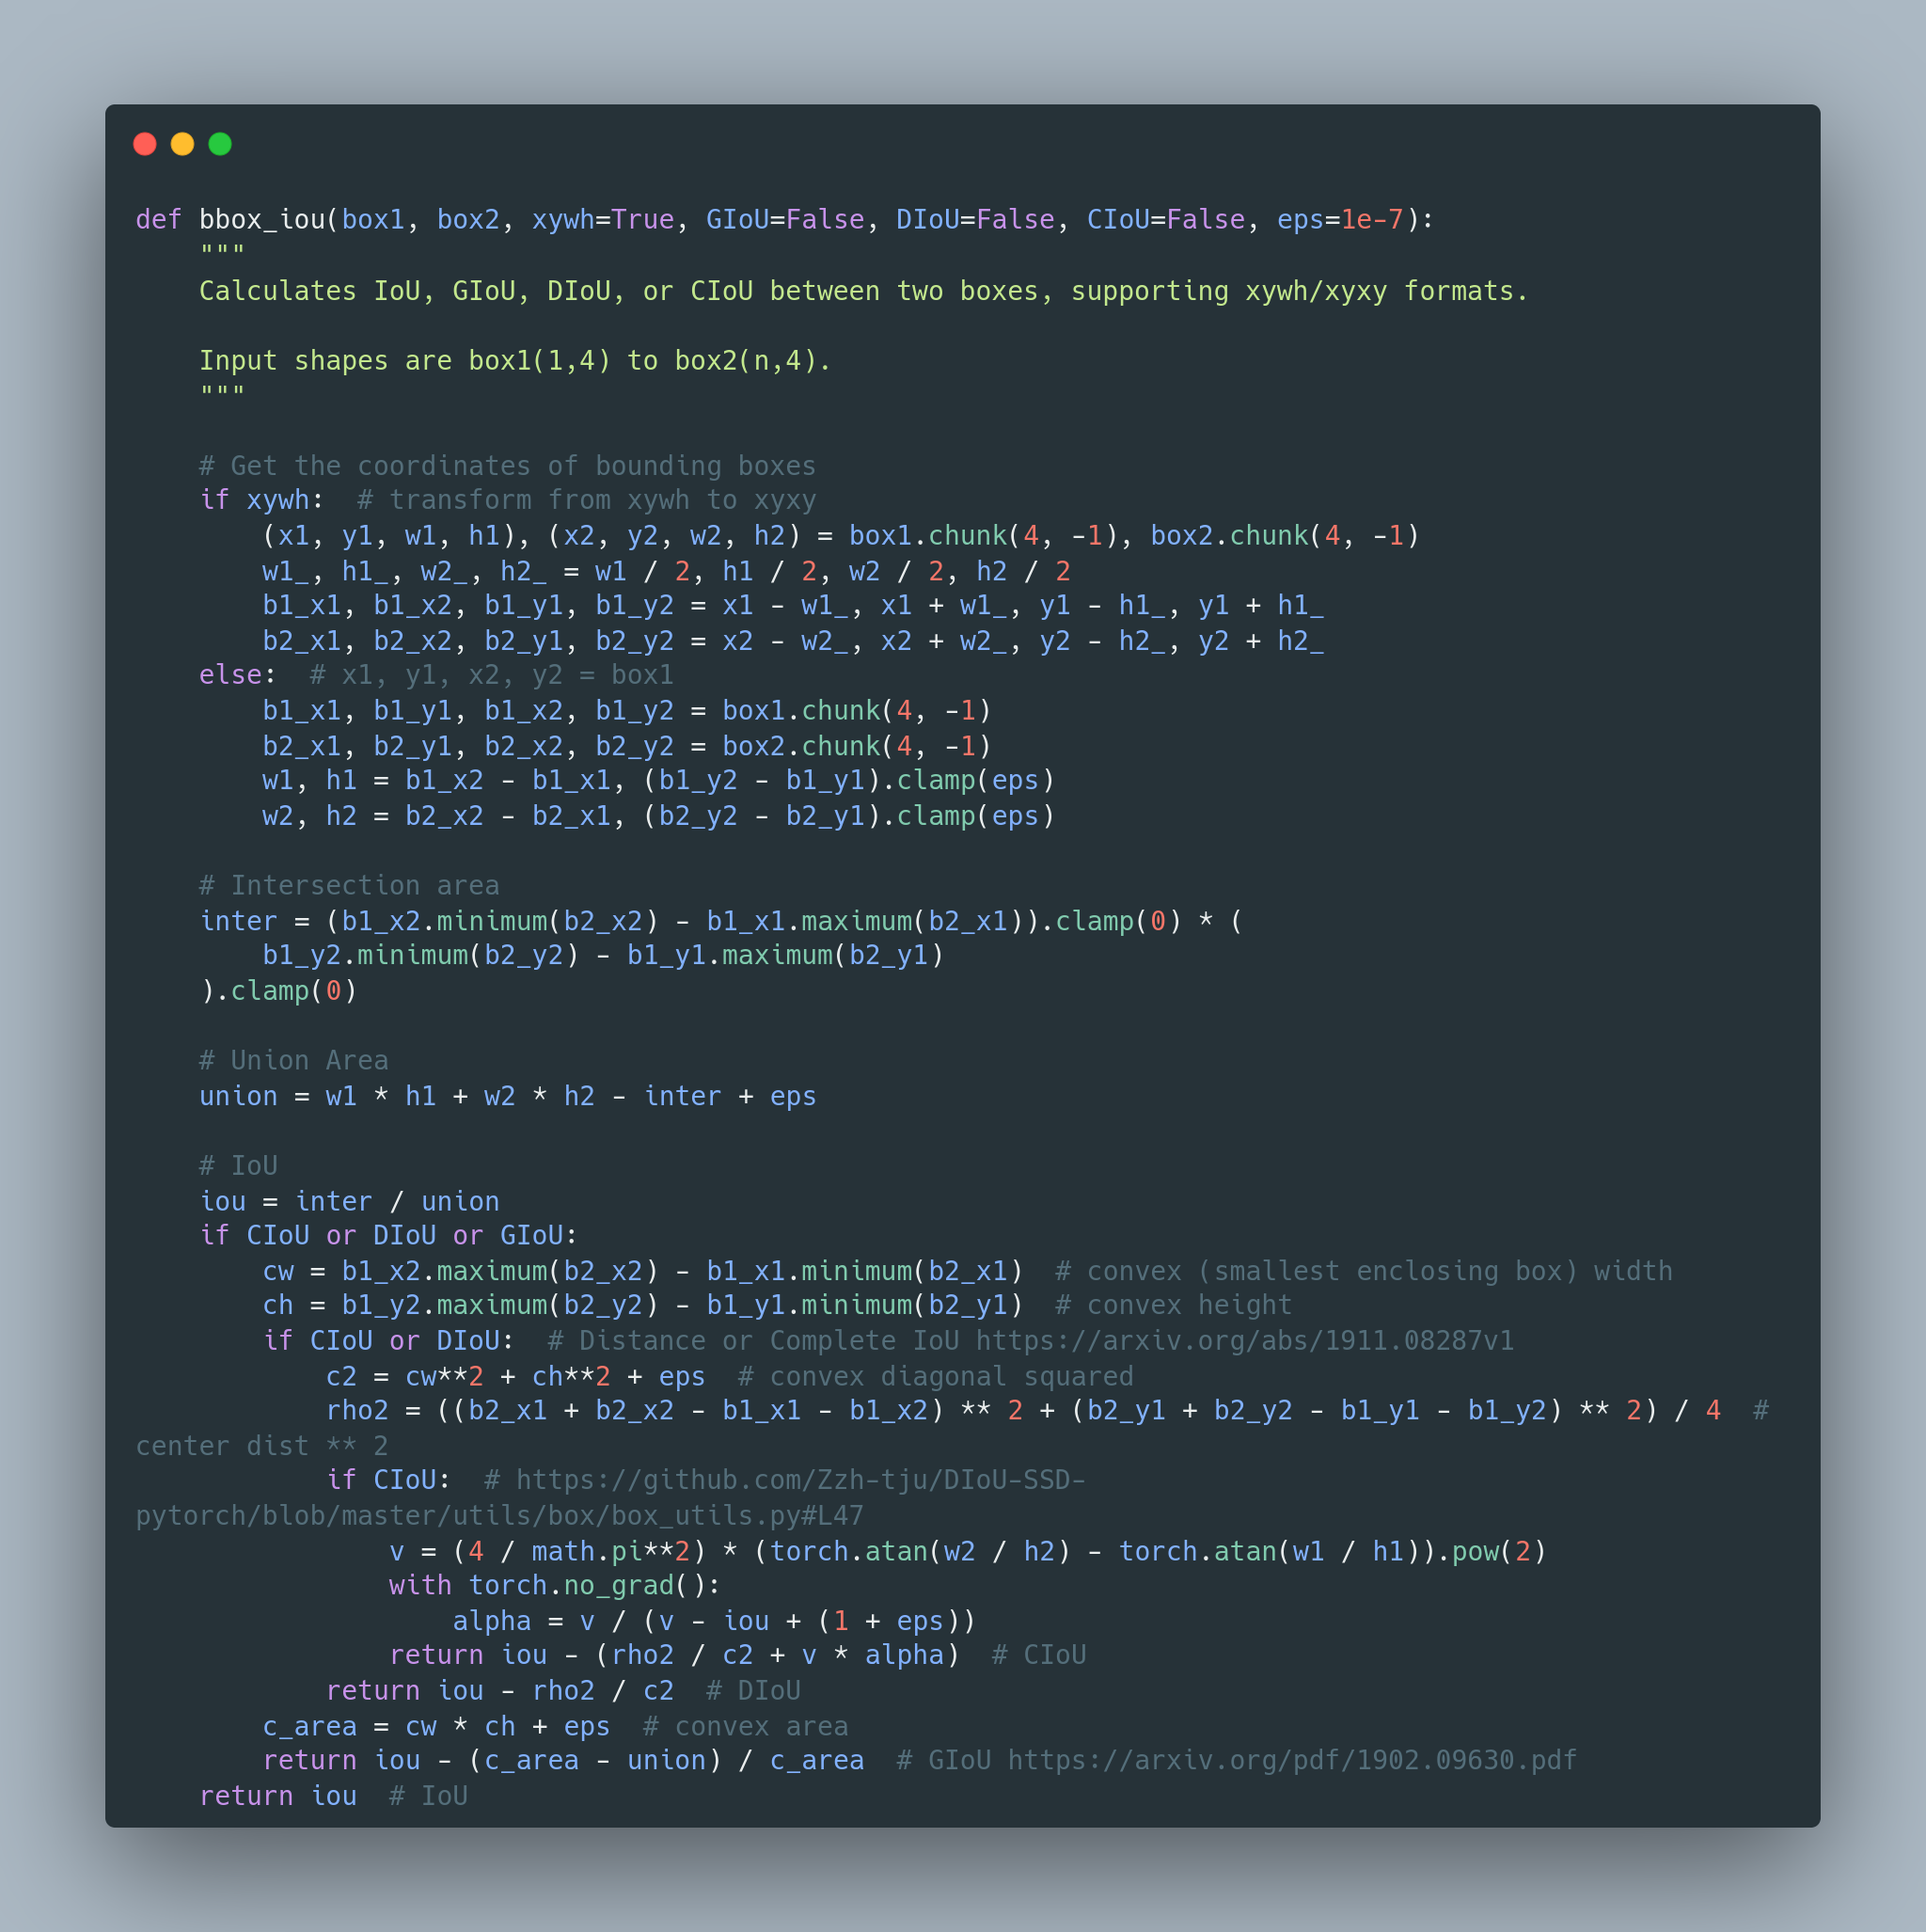 def bbox_iou(box1, box2, xywh=True, GIoU=False, DIoU=False, CIoU=False, eps=1e-7):
    """
    Calculates IoU, GIoU, DIoU, or CIoU between two boxes, supporting xywh/xyxy formats.

    Input shapes are box1(1,4) to box2(n,4).
    """

    # Get the coordinates of bounding boxes
    if xywh:  # transform from xywh to xyxy
        (x1, y1, w1, h1), (x2, y2, w2, h2) = box1.chunk(4, -1), box2.chunk(4, -1)
        w1_, h1_, w2_, h2_ = w1 / 2, h1 / 2, w2 / 2, h2 / 2
        b1_x1, b1_x2, b1_y1, b1_y2 = x1 - w1_, x1 + w1_, y1 - h1_, y1 + h1_
        b2_x1, b2_x2, b2_y1, b2_y2 = x2 - w2_, x2 + w2_, y2 - h2_, y2 + h2_
    else:  # x1, y1, x2, y2 = box1
        b1_x1, b1_y1, b1_x2, b1_y2 = box1.chunk(4, -1)
        b2_x1, b2_y1, b2_x2, b2_y2 = box2.chunk(4, -1)
        w1, h1 = b1_x2 - b1_x1, (b1_y2 - b1_y1).clamp(eps)
        w2, h2 = b2_x2 - b2_x1, (b2_y2 - b2_y1).clamp(eps)

    # Intersection area
    inter = (b1_x2.minimum(b2_x2) - b1_x1.maximum(b2_x1)).clamp(0) * (
        b1_y2.minimum(b2_y2) - b1_y1.maximum(b2_y1)
    ).clamp(0)

    # Union Area
    union = w1 * h1 + w2 * h2 - inter + eps

    # IoU
    iou = inter / union
    if CIoU or DIoU or GIoU:
        cw = b1_x2.maximum(b2_x2) - b1_x1.minimum(b2_x1)  # convex (smallest enclosing box) width
        ch = b1_y2.maximum(b2_y2) - b1_y1.minimum(b2_y1)  # convex height
        if CIoU or DIoU:  # Distance or Complete IoU https://arxiv.org/abs/1911.08287v1
            c2 = cw**2 + ch**2 + eps  # convex diagonal squared
            rho2 = ((b2_x1 + b2_x2 - b1_x1 - b1_x2) ** 2 + (b2_y1 + b2_y2 - b1_y1 - b1_y2) ** 2) / 4  #
center dist ** 2
            if CIoU:  # https://github.com/Zzh-tju/DIoU-SSD-
pytorch/blob/master/utils/box/box_utils.py#L47
                v = (4 / math.pi**2) * (torch.atan(w2 / h2) - torch.atan(w1 / h1)).pow(2)
                with torch.no_grad():
                    alpha = v / (v - iou + (1 + eps))
                return iou - (rho2 / c2 + v * alpha)  # CIoU
            return iou - rho2 / c2  # DIoU
        c_area = cw * ch + eps  # convex area
        return iou - (c_area - union) / c_area  # GIoU https://arxiv.org/pdf/1902.09630.pdf
    return iou  # IoU